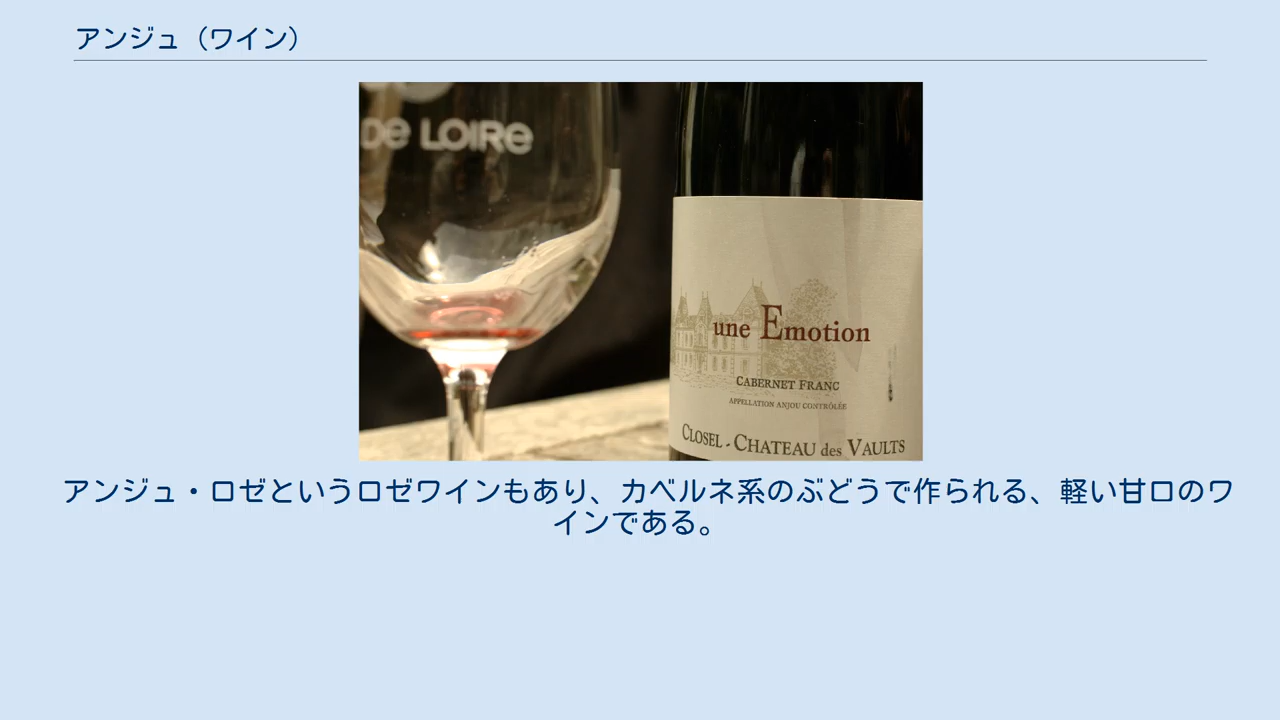 アンジュ（ワイン）
De LOIRe
une Emotion
CABERNET FRANC
APPELLATION ANJOU CONTRÔLÉE
CLOSEL - CHATEAU des VAULTS
アンジュ・ロゼというロゼワインもあり、カベルネ系のぶどうで作られる、軽い甘口のワ
インである。